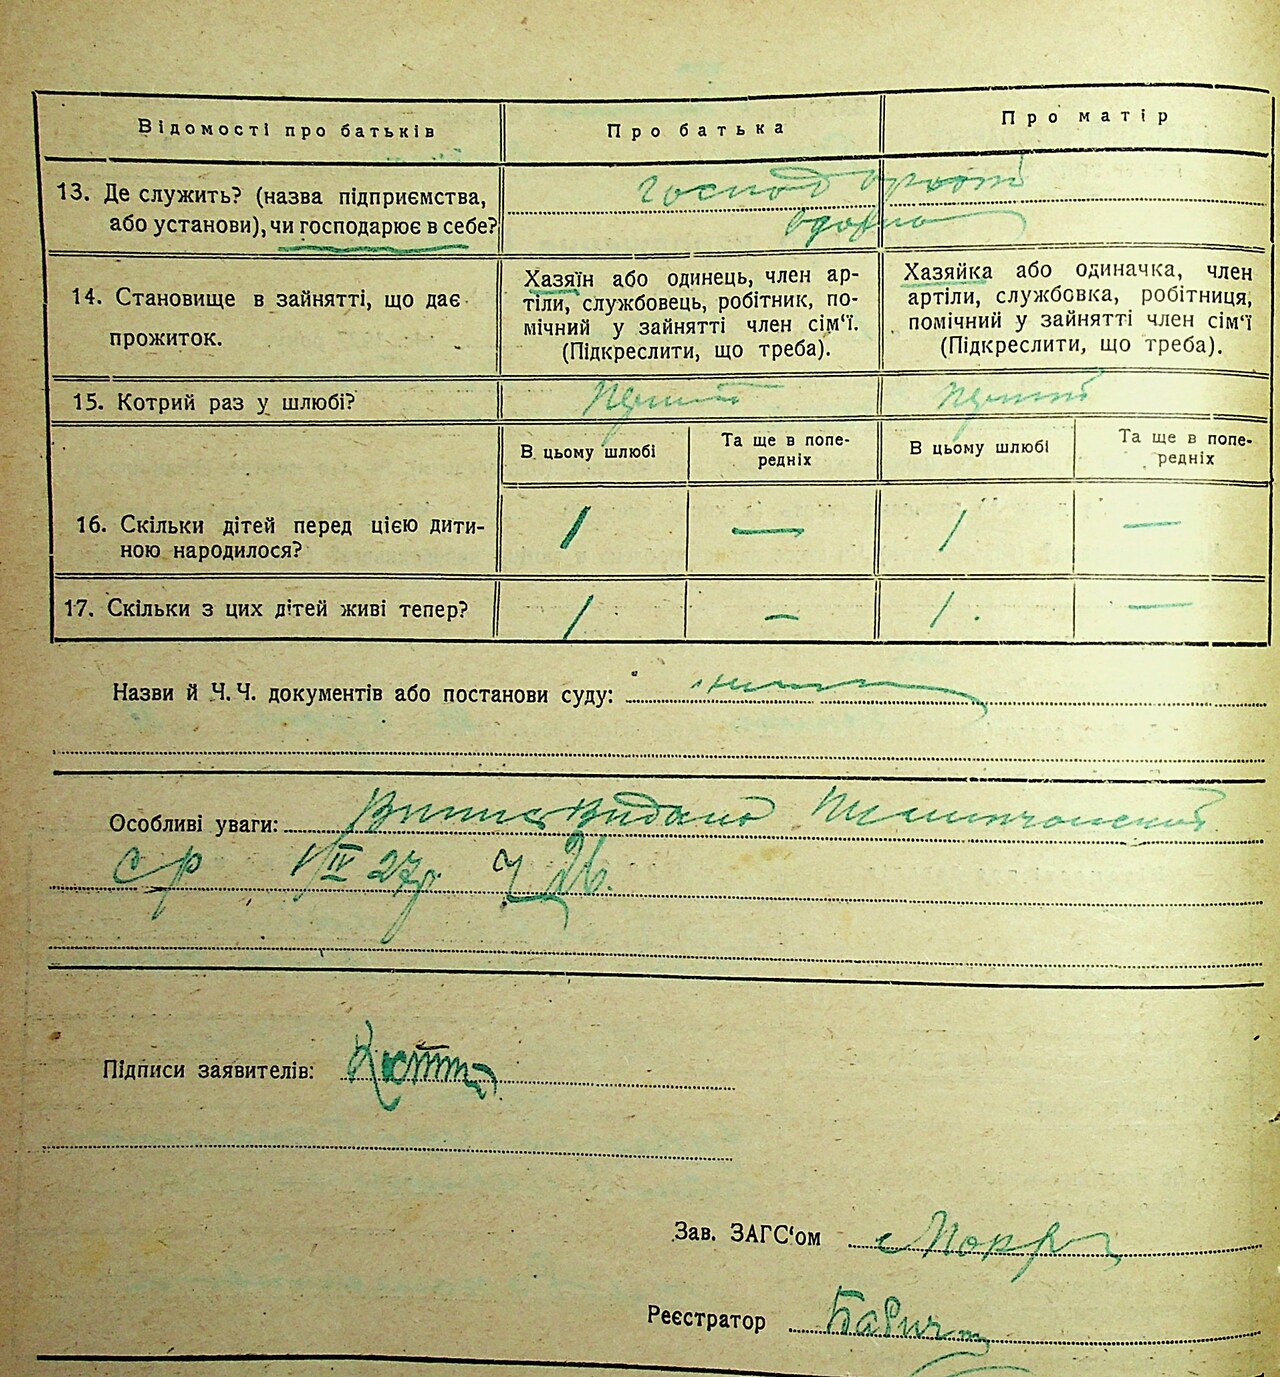 Відомості про батьків
Про батька
Про матір
13. Де служить? (назва підприємства,
або установи), чи господарює в себе?
14. Становище в зайнятті, що дає
прожиток.
Хазяїн або одинець, член ар-
тіли, службовець, робітник, по-
мічний у зайнятті член сім'ї.
(Підкреслити, що треба).
Хазяйка або одиначка, член
артіли, службовка, робітниця,
помічний у зайнятті член сім'ї
(Підкреслити, що треба).
15. Котрий раз у шлюбі?
В цьому шлюбі
Та ще в попе-
редніх
В цьому шлюбі
Та ще в попе-
редніх
16. Скільки дітей перед цією дити-
ною народилося?
1 — 1 —
17. Скільки з цих дітей живі тепер?
1 — 1 —
Назви й Ч.Ч. документів або постанови суду:
Особливі уваги: Видано
с/р 1/IV 27р. ч 26.
Підписи заявителів:
Зав. ЗАГС'ом
Реєстратор